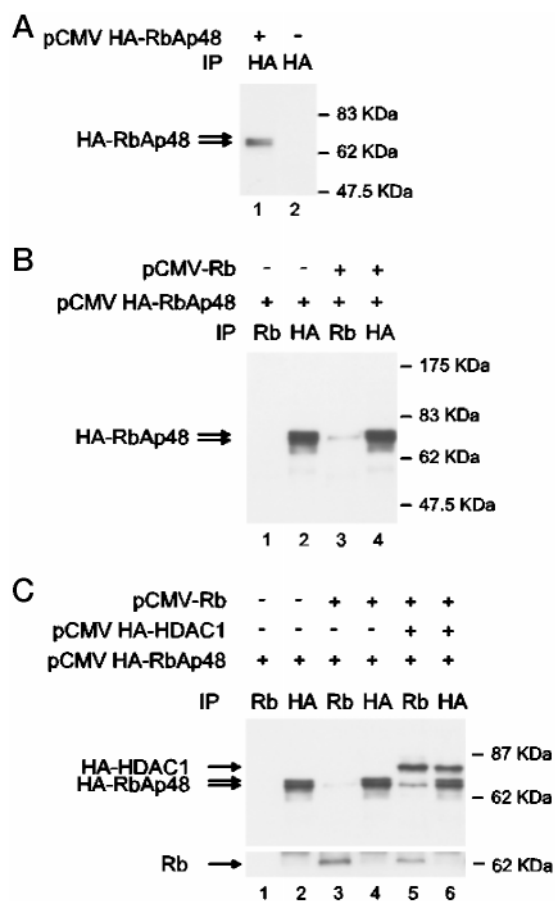 A
pCMV HA-RbAp48 + -
IP HA HA
HA-RbAp48
- 83 KDa
- 62 KDa
- 47.5 KDa
1 2
B
pCMV-Rb - - + +
pCMV HA-RbAp48 + + + +
IP Rb HA Rb HA
- 175 KDa
- 83 KDa
HA-RbAp48
- 62 KDa
- 47.5 KDa
1 2 3 4
C
pCMV-Rb - - + + + +
pCMV HA-HDAC1 - - - - + +
pCMV HA-RbAp48 + + + + + +
IP Rb HA Rb HA Rb HA
- 87 KDa
HA-HDAC1
HA-RbAp48
- 62 KDa
Rb
- 62 KDa
1 2 3 4 5 6